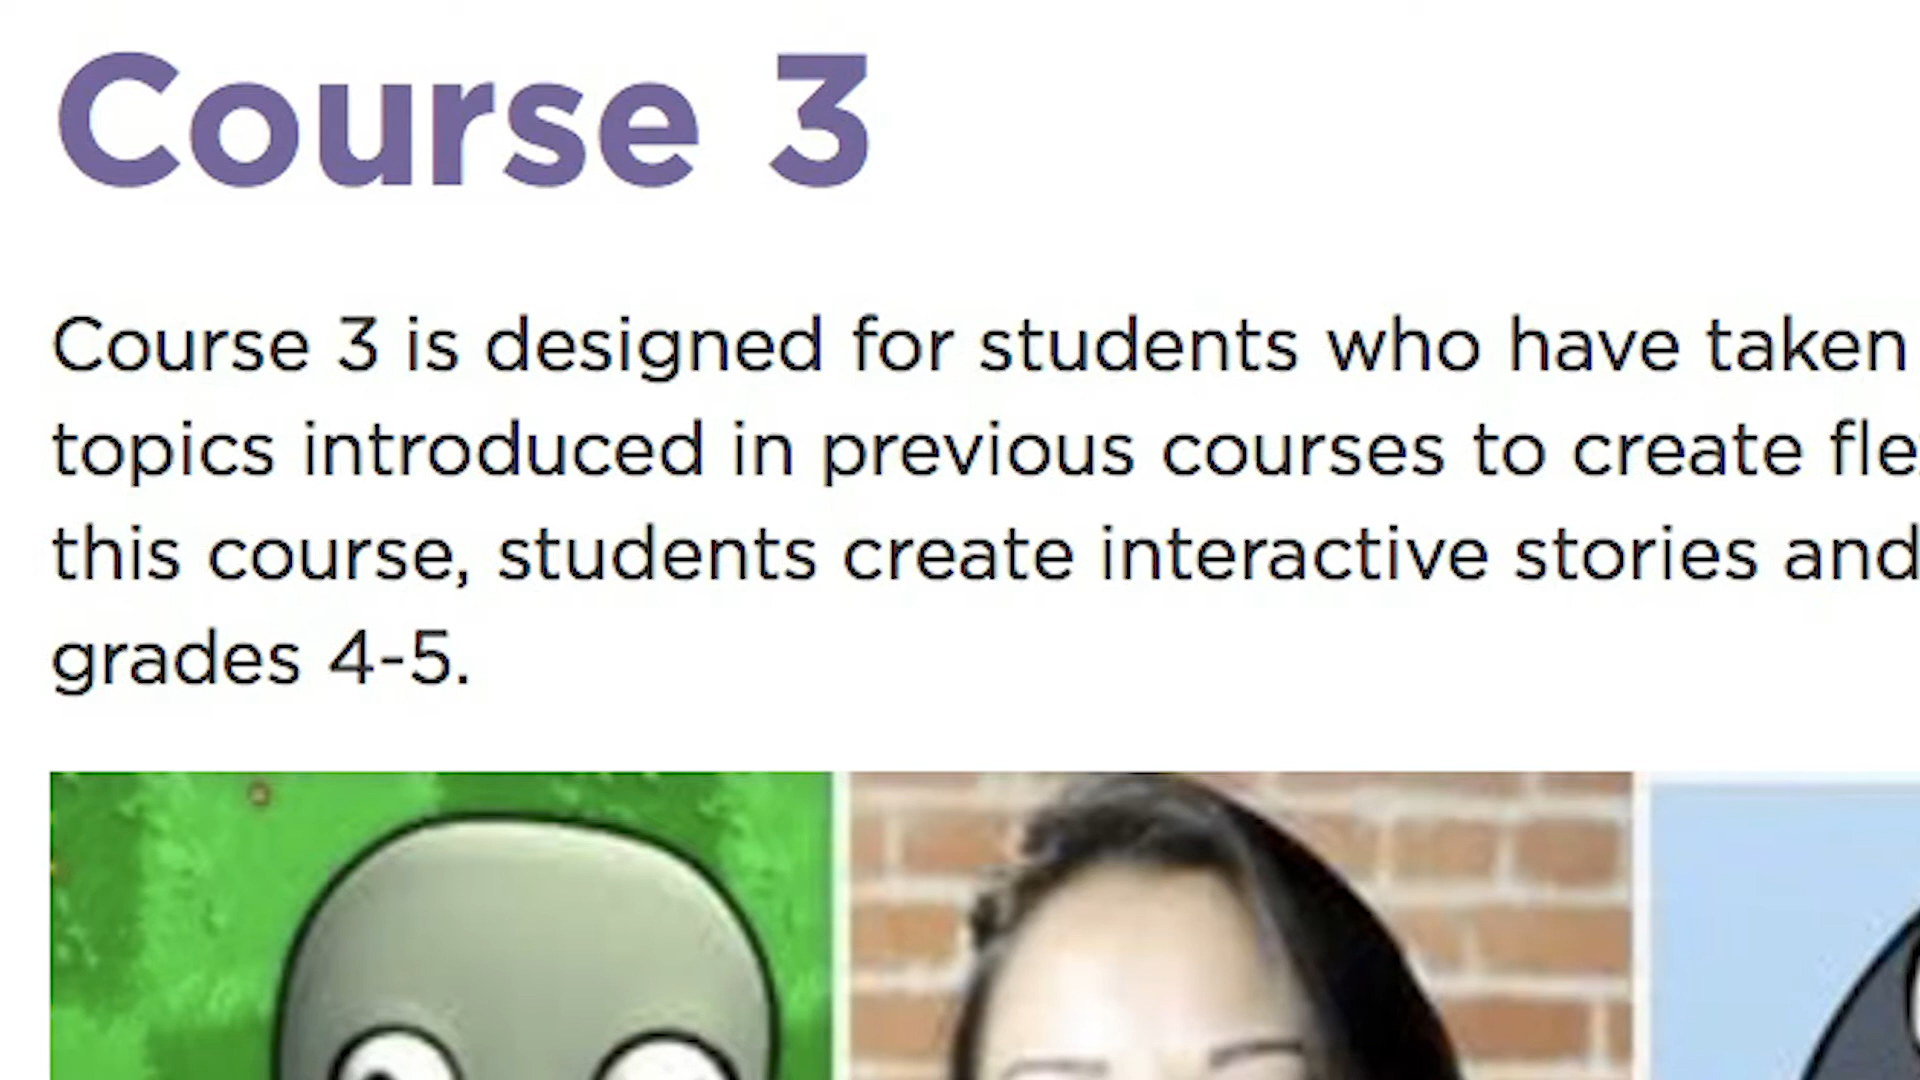 Course 3
Course 3 is designed for students who have taken
topics introduced in previous courses to create
this course, students create interactive stories and
grades 4-5.